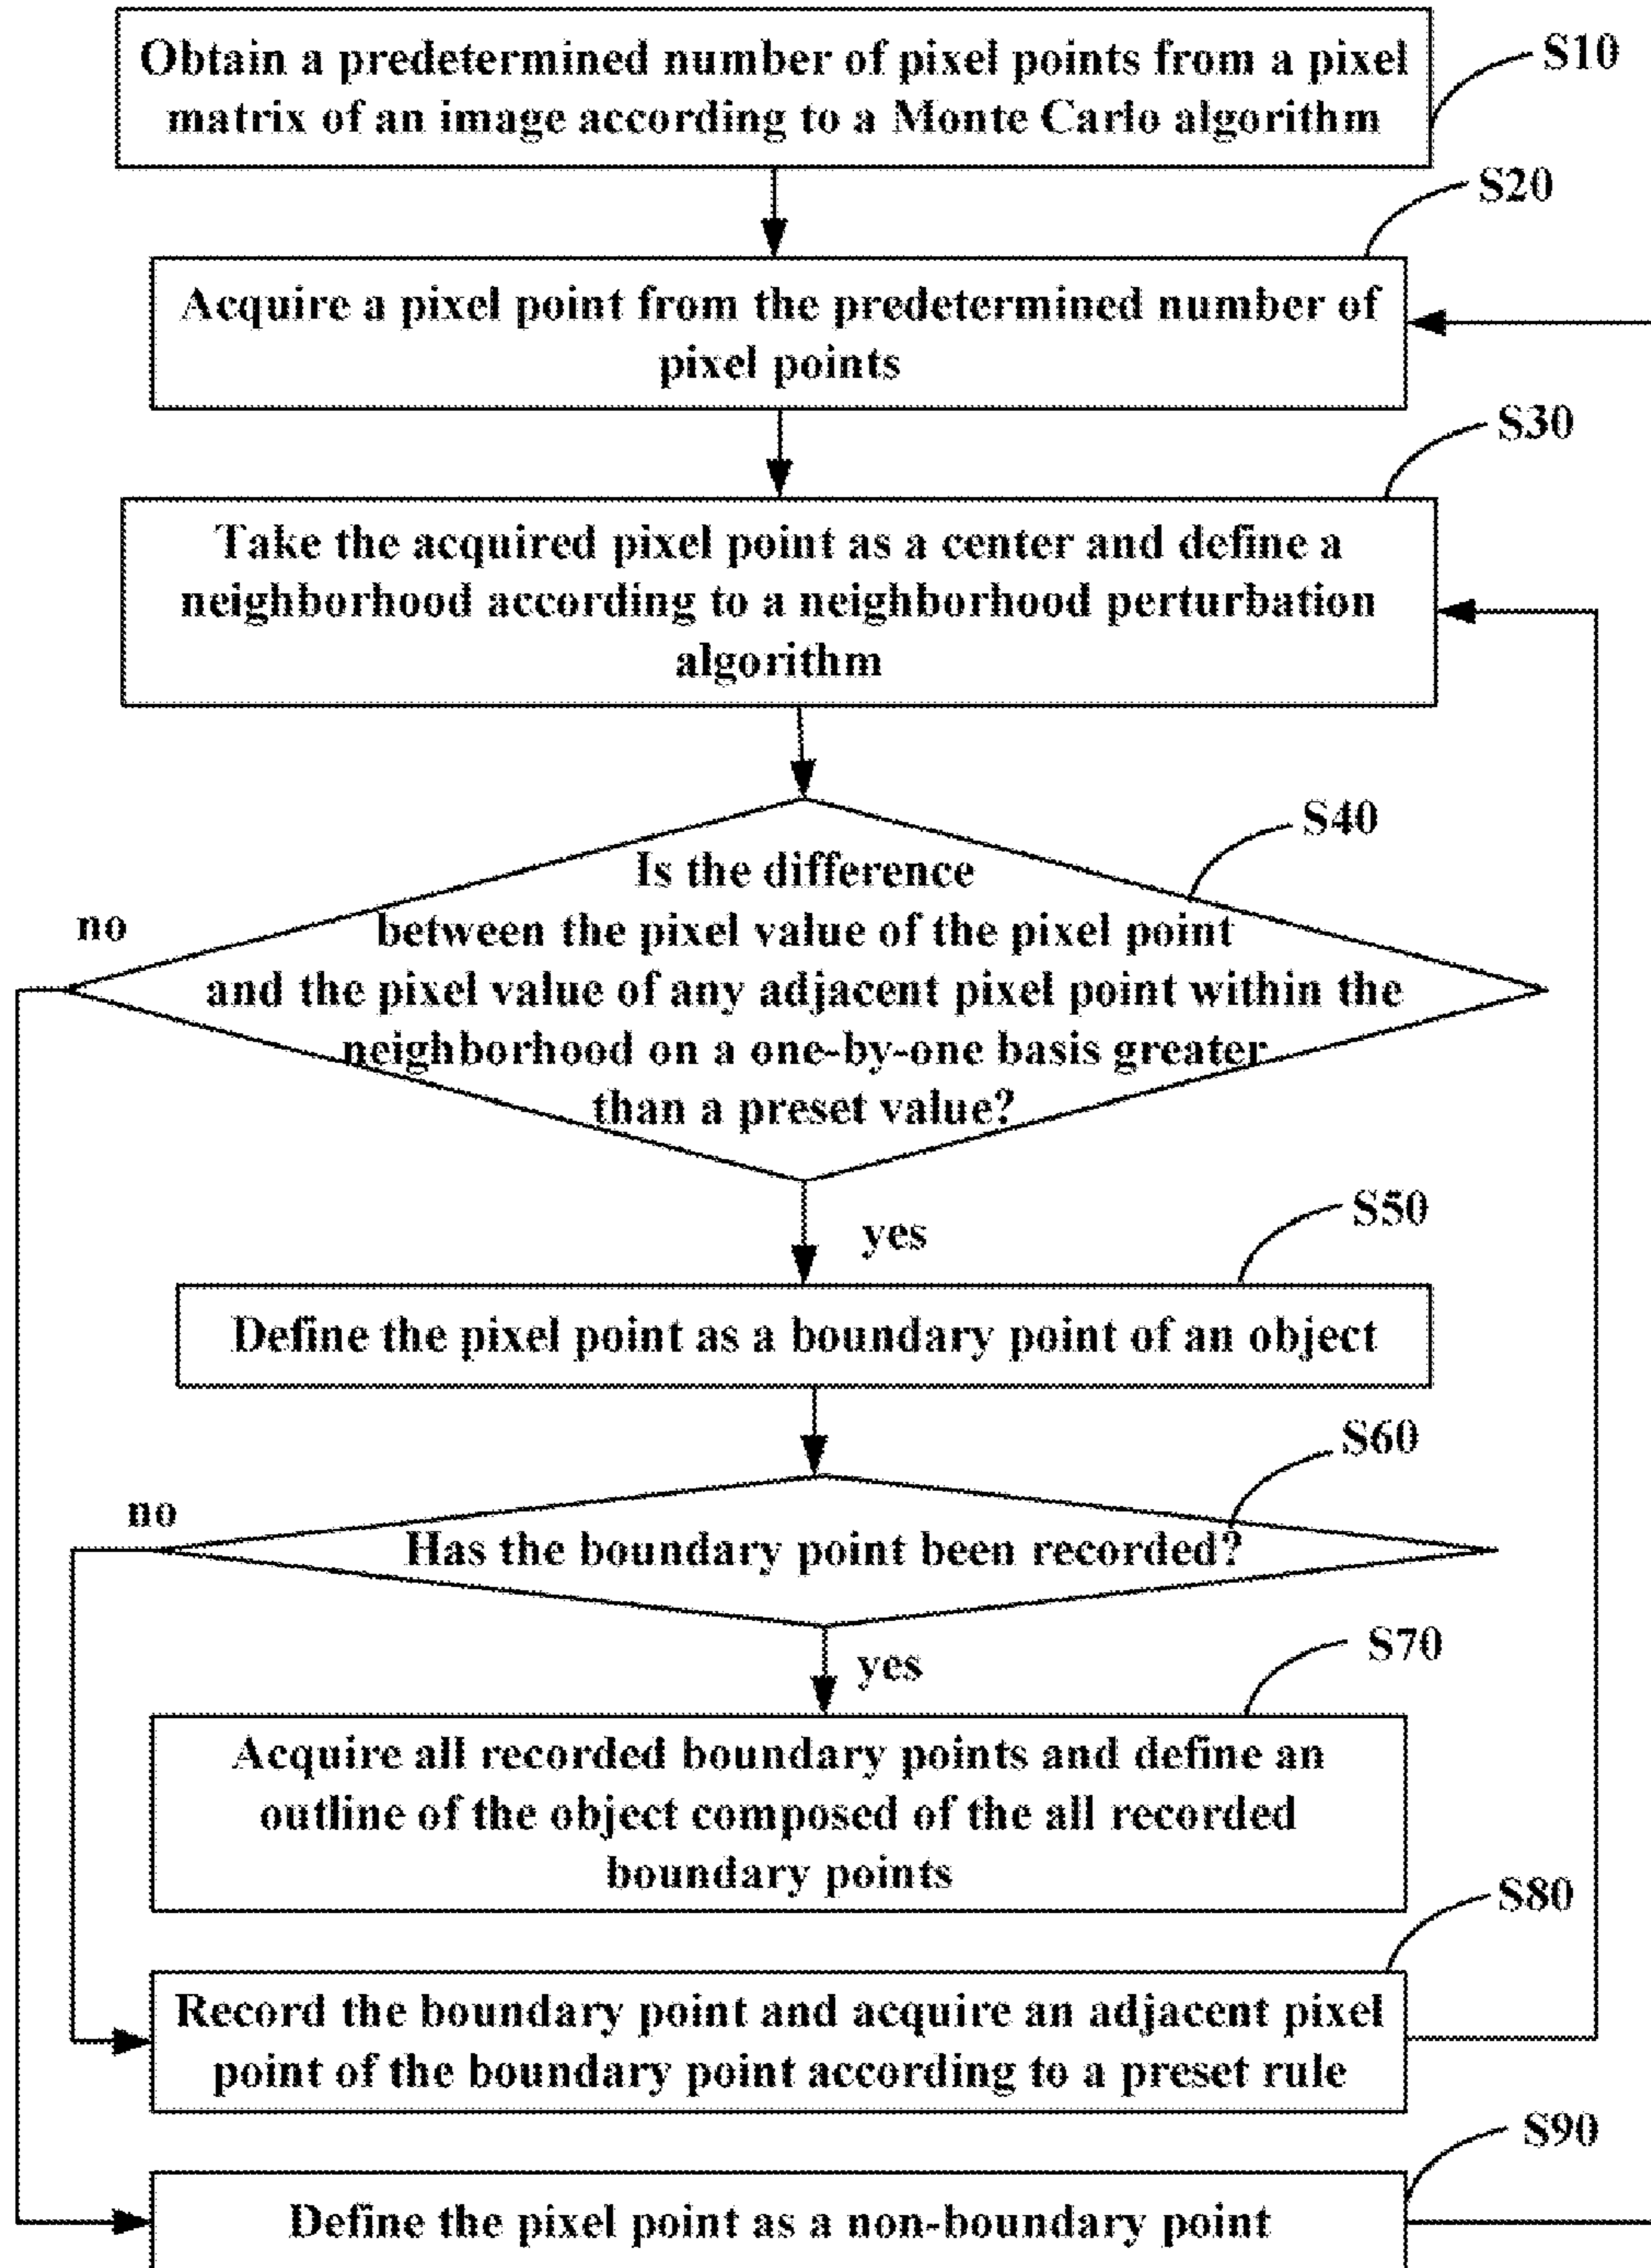 Obtain a predetermined number of pixel points from a pixel
matrix of an image according to a Monte Carlo algorithm
S10
S20
Acquire a pixel point from the predetermined number of
pixel points
S30
Take the acquired pixel point as a center and define a
neighborhood according to a neighborhood perturbation
algorithm
S40
Is the difference
between the pixel value of the pixel point
and the pixel value of any adjacent pixel point within the
neighborhood on a one-by-one basis greater
than a preset value?
no
yes
S50
Define the pixel point as a boundary point of an object
S60
no
Has the boundary point been recorded?
yes
S70
Acquire all recorded boundary points and define an
outline of the object composed of the all recorded
boundary points
S80
Record the boundary point and acquire an adjacent pixel
point of the boundary point according to a preset rule
S90
Define the pixel point as a non-boundary point